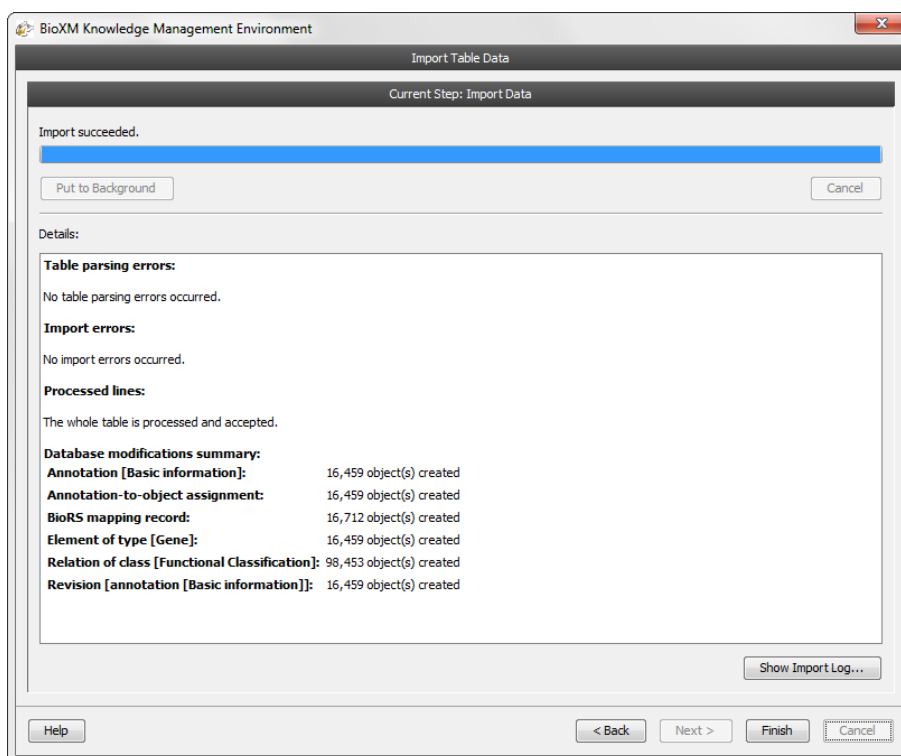 BioXM Knowledge Management Environment
Import Table Data
Current Step: Import Data
Import succeeded.
Put to Background
Cancel
Details:
Table parsing errors:
No table parsing errors occurred.
Import errors:
No import errors occurred.
Processed lines:
The whole table is processed and accepted.
Database modifications summary:
Annotation [Basic information]: 16,459 object(s) created
Annotation-to-object assignment: 16,459 object(s) created
BioRS mapping record: 16,712 object(s) created
Element of type [Gene]: 16,459 object(s) created
Relation of class [Functional Classification]: 98,453 object(s) created
Revision [annotation [Basic information]]: 16,459 object(s) created
Show Import Log...
Help
< Back
Next >
Finish
Cancel